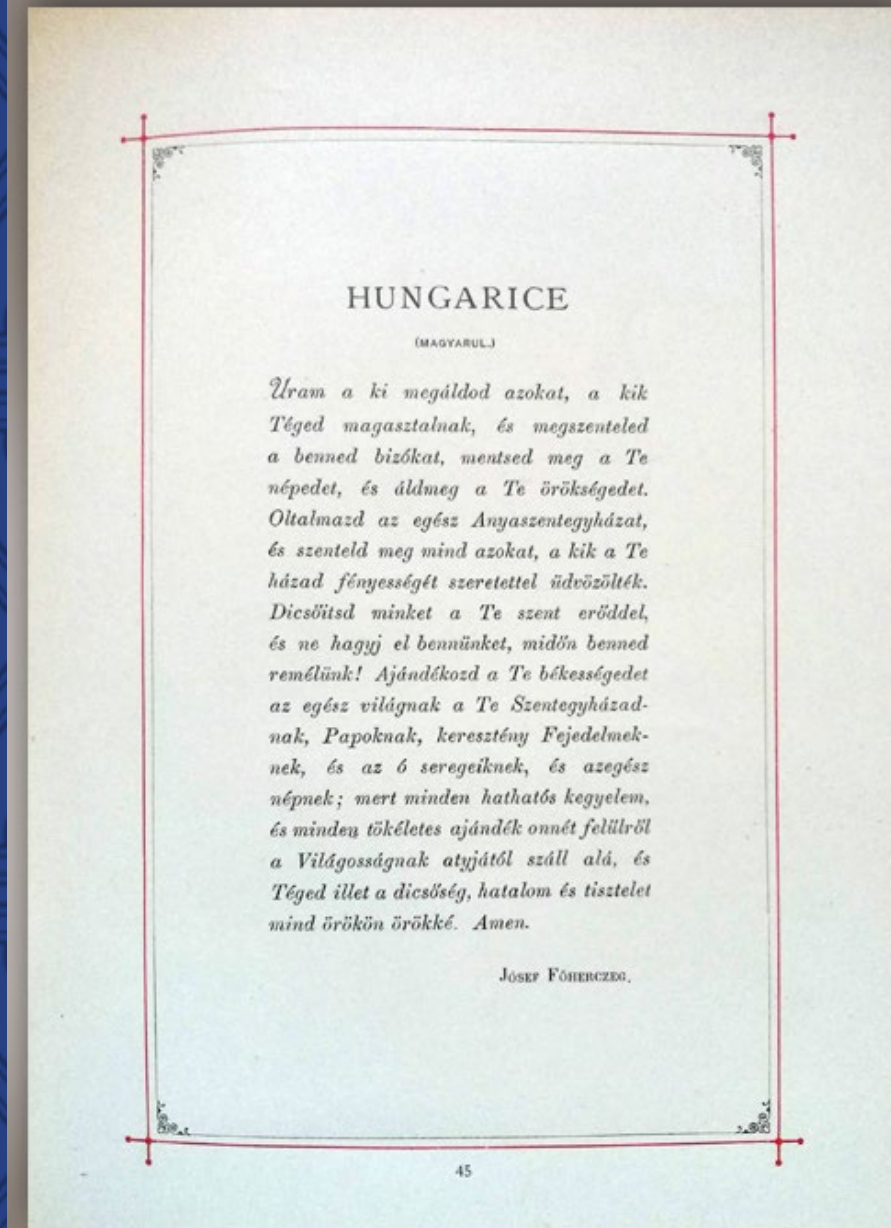 HUNGARICE
(MAGYARUL.)
Uram a ki megáldod azokat, a kik
Téged magasztalnak, és megszenteled
a benned bizókat, mentsed meg a Te
népedet, és áldmeg a Te örökségedet.
Oltalmazd az egész Anyaszentegyházat,
és szenteld meg mind azokat, a kik a Te
házad fényességét szeretettel üdvözölték.
Dicsőitsd minket a Te szent erőddel,
és ne hagyj el bennünket, midőn benned
remélünk! Ajándékozd a Te békességedet
az egész világnak a Te Szentegyházad-
nak, Papoknak, keresztény Fejedelmek-
nek, és az ó seregeiknek, és azegész
népnek; mert minden hathatós kegyelem,
és minden tökéletes ajándék onnét felülről
a Világosságnak atyjától száll alá, és
Téged illet a dicsőség, hatalom és tisztelet
mind örökön örökké. Amen.
JÓSEF FŐHERCZEG.
45